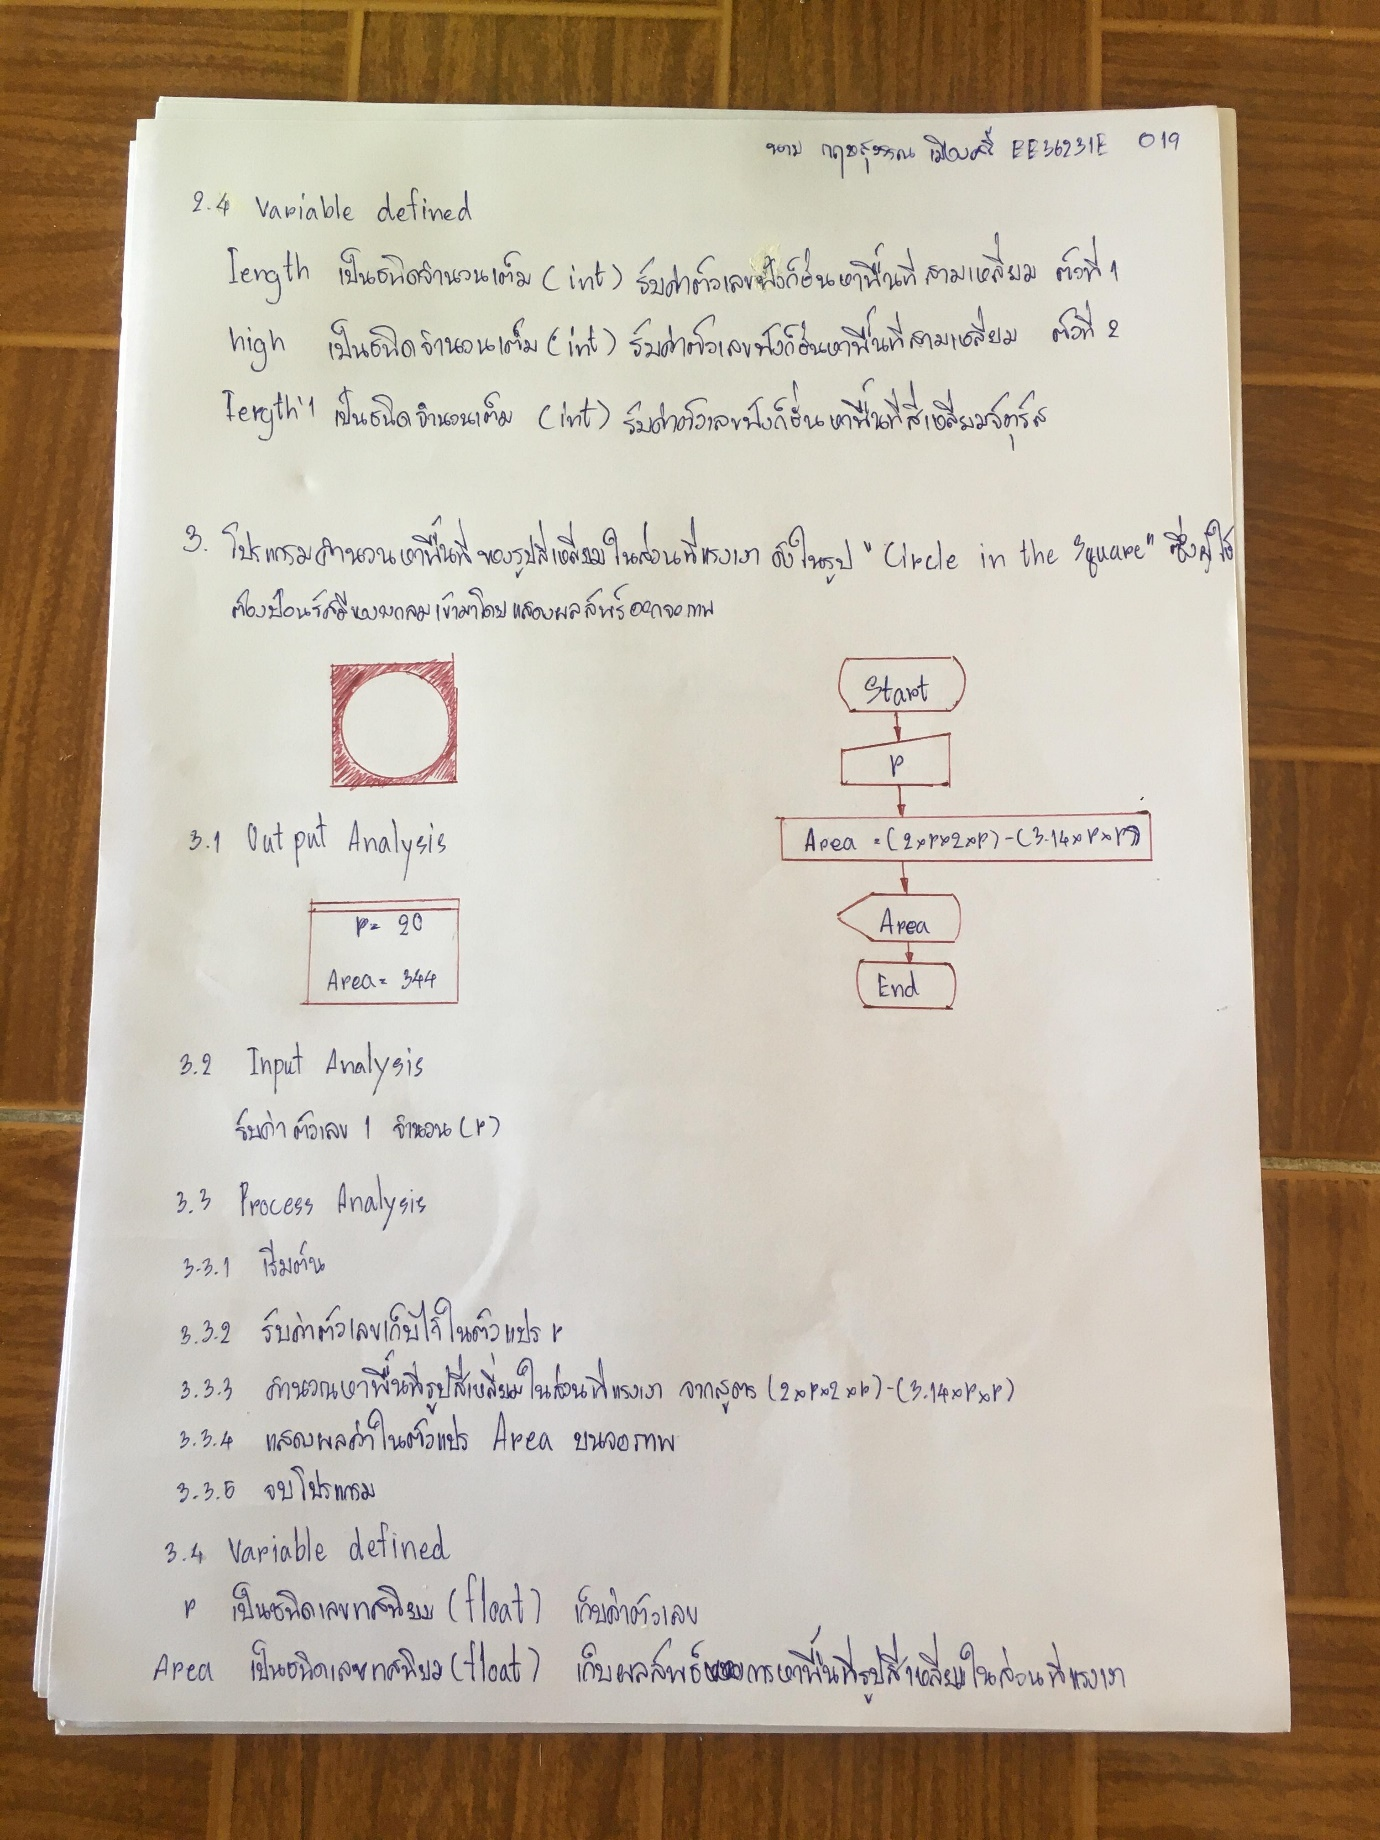 นาย กฤษสุวรรณ EE36231E 019
2.4 Variable defined
Iength เป็นชนิดจำนวนเต็ม (int) รับค่าตัวเลขฟังก์ชั่นหาพื้นที่สามเหลี่ยม ตัวที่ 1
high เป็นชนิดจำนวนเต็ม (int) รับค่าตัวเลขฟังก์ชั่นหาพื้นที่สามเหลี่ยม ตัวที่ 2
Iength1 เป็นชนิดจำนวนเต็ม (int) รับค่าตัวเลขฟังก์ชั่นหาพื้นที่สี่เหลี่ยมจัตุรัส
3. โปรแกรมคำนวนหาพื้นที่ของรูปสี่เหลี่ยมในส่วนที่แรงเงา ดังในรูป "Circle in the Square" ซึ่งผู้ใช้
ต้องป้อนรัศมีของวงกลมเข้ามาโดยแสดงผลลัพธ์ออกจอภาพ
Start
r
Area = (2×r×2×r)-(3.14×r×r)
Area
End
3.1 Output Analysis
r= 20
Area= 344
3.2 Input Analysis
รับค่าตัวเลข 1 จำนวน (r)
3.3 Process Analysis
3.3.1 เริ่มต้น
3.3.2 รับค่าตัวเลขเก็บไว้ในตัวแปร r
3.3.3 คำนวณหาพื้นที่รูปสี่เหลี่ยมในส่วนที่แรงเงา จากสูตร (2×r×2×r)-(3.14×r×r)
3.3.4 แสดงผลค่าในตัวแปร Area บนจอภาพ
3.3.5 จบโปรแกรม
3.4 Variable defined
r เป็นชนิดเลขทศนิยม (float) เก็บค่าตัวเลข
Area เป็นชนิดเลขทศนิยม (float) เก็บผลลัพธ์การหาพื้นที่รูปสี่เหลี่ยมในส่วนที่แรงเงา